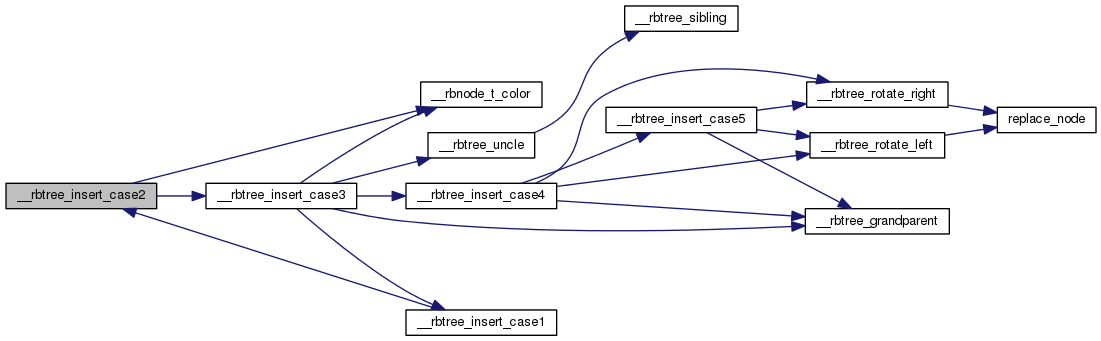 __rbtree_sibling
__rbnode_t_color
__rbtree_rotate_right
__rbtree_insert_case5
replace_node
__rbtree_uncle
__rbtree_rotate_left
__rbtree_insert_case2
__rbtree_insert_case3
__rbtree_insert_case4
__rbtree_grandparent
__rbtree_insert_case1